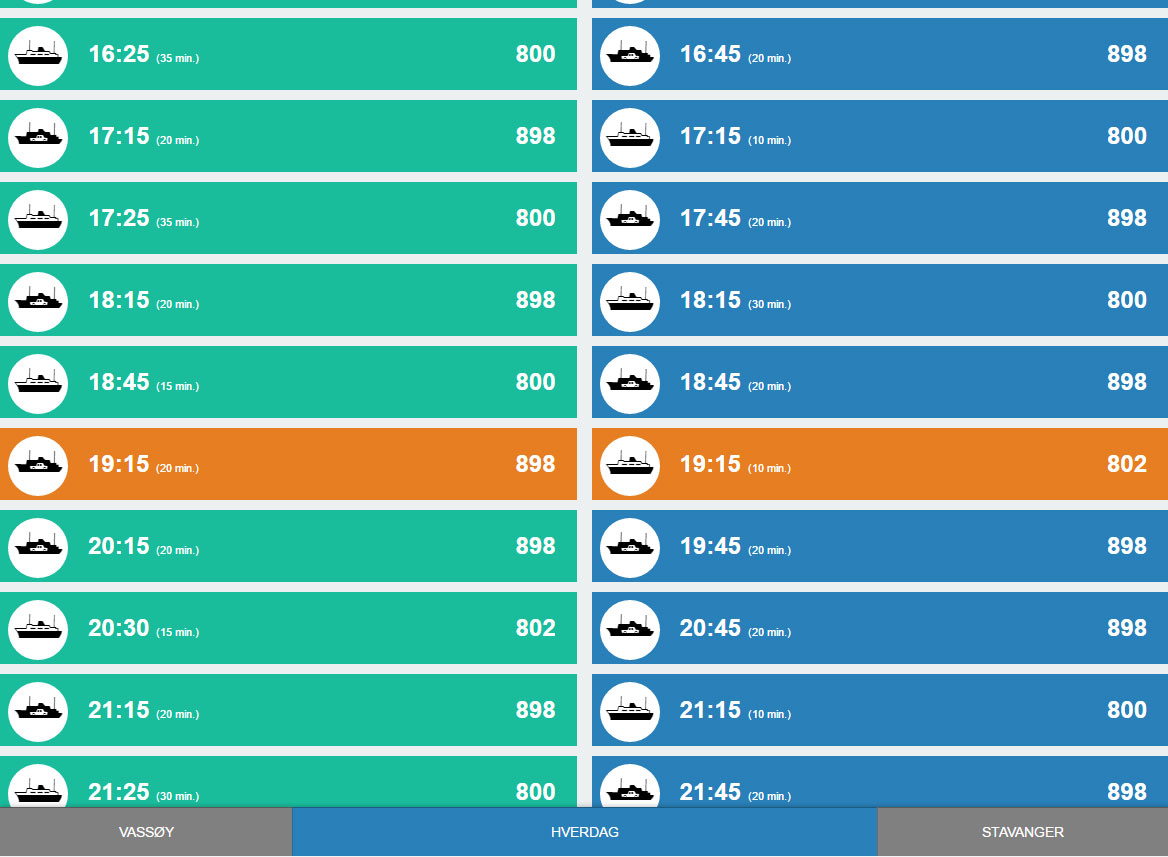 16:25 (35 min.) 800
16:45 (20 min.) 898
17:15 (20 min.) 898
17:15 (10 min.) 800
17:25 (35 min.) 800
17:45 (20 min.) 898
18:15 (20 min.) 898
18:15 (30 min.) 800
18:45 (15 min.) 800
18:45 (20 min.) 898
19:15 (20 min.) 898
19:15 (10 min.) 802
20:15 (20 min.) 898
19:45 (20 min.) 898
20:30 (15 min.) 802
20:45 (20 min.) 898
21:15 (20 min.) 898
21:15 (10 min.) 800
21:25 (30 min.) 800
21:45 (20 min.) 898
VASSØY HVERDAG STAVANGER